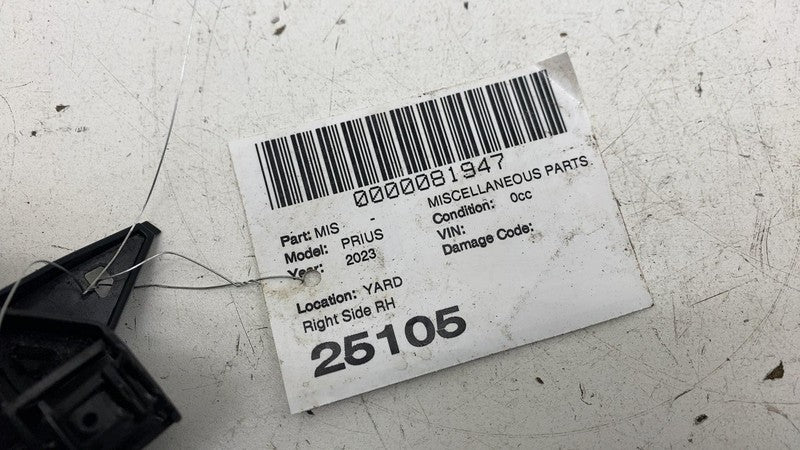 0000081947
Part: MIS - MISCELLANEOUS PARTS
Model: PRIUS Condition: 0cc
Year: 2023 VIN:
Damage Code:
Location: YARD
Right Side RH
25105